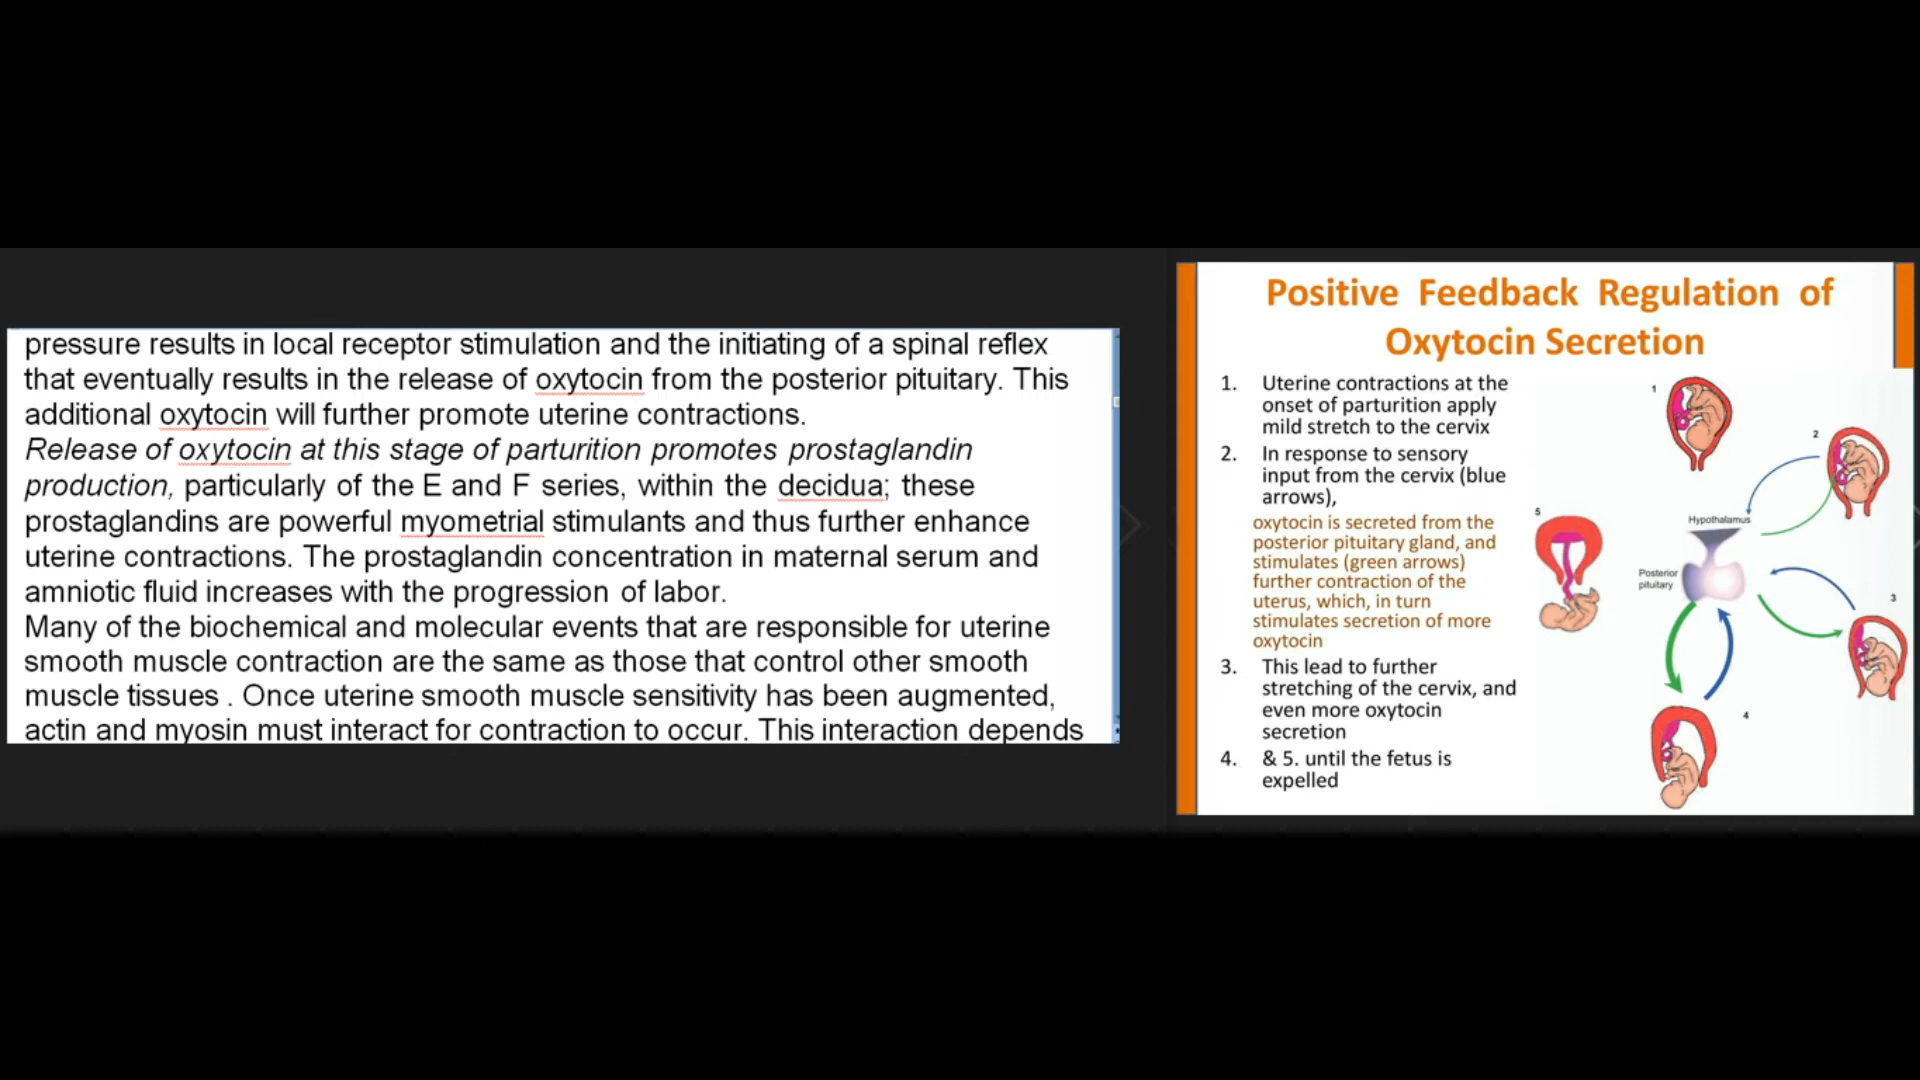 pressure results in local receptor stimulation and the initiating of a spinal reflex
that eventually results in the release of oxytocin from the posterior pituitary. This
additional oxytocin will further promote uterine contractions.
Release of oxytocin at this stage of parturition promotes prostaglandin
production, particularly of the E and F series, within the decidua; these
prostaglandins are powerful myometrial stimulants and thus further enhance
uterine contractions. The prostaglandin concentration in maternal serum and
amniotic fluid increases with the progression of labor.
Many of the biochemical and molecular events that are responsible for uterine
smooth muscle contraction are the same as those that control other smooth
muscle tissues . Once uterine smooth muscle sensitivity has been augmented,
actin and myosin must interact for contraction to occur. This interaction depends
Positive Feedback Regulation of
Oxytocin Secretion
1. Uterine contractions at the
onset of parturition apply
mild stretch to the cervix
2. In response to sensory
input from the cervix (blue
arrows),
oxytocin is secreted from the
posterior pituitary gland, and
stimulates (green arrows)
further contraction of the
uterus, which, in turn
stimulates secretion of more
oxytocin
3. This lead to further
stretching of the cervix, and
even more oxytocin
secretion
4. & 5. until the fetus is
expelled
1
2
5
Hypothalamus
Posterior
pituitary
3
4